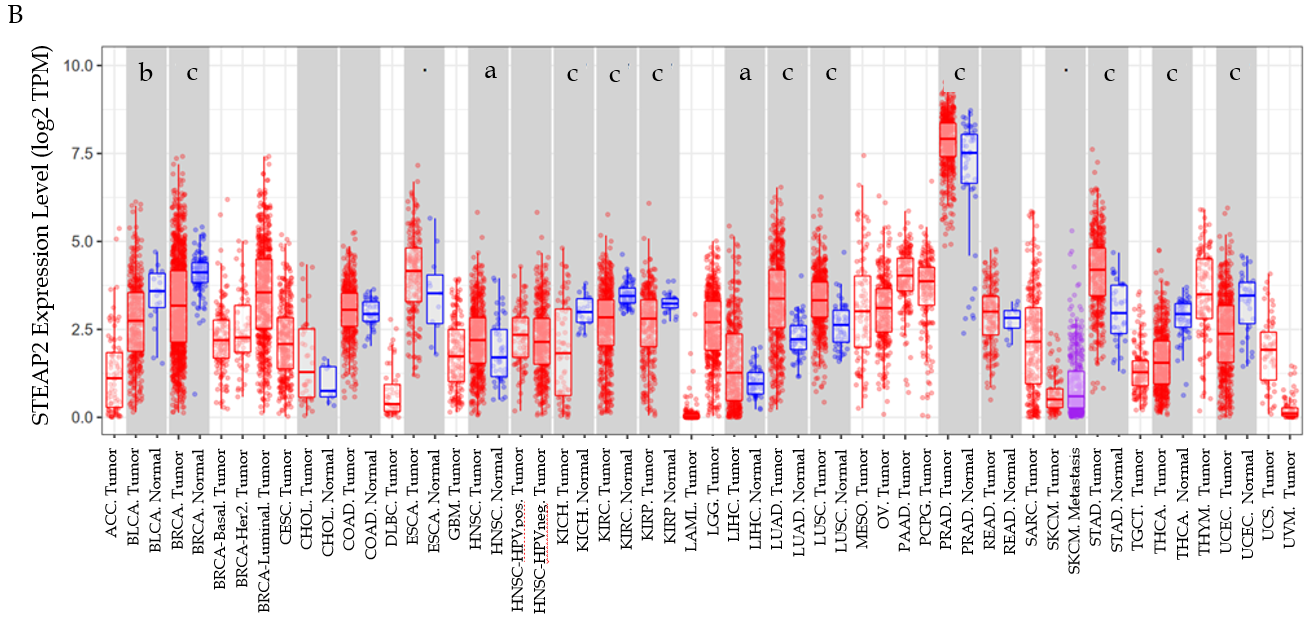 B
STEAP2 Expression Level (log2 TPM)
10.0
7.5
5.0
2.5
0.0
b
c
.
a
c
c
c
a
c
c
c
.
c
c
c
ACC. Tumor
BLCA. Tumor
BLCA. Normal
BRCA. Tumor
BRCA. Normal
BRCA-Basal. Tumor
BRCA-Her2. Tumor
BRCA-Luminal. Tumor
CESC. Tumor
CHOL. Tumor
CHOL. Normal
COAD. Tumor
COAD. Normal
DLBC. Tumor
ESCA. Tumor
ESCA. Normal
GBM. Tumor
HNSC. Tumor
HNSC. Normal
HNSC-HPVpos. Tumor
HNSC-HPVneg. Tumor
KICH. Tumor
KICH. Normal
KIRC. Tumor
KIRC. Normal
KIRP. Tumor
KIRP Normal
LAML. Tumor
LGG. Tumor
LIHC. Tumor
LIHC. Normal
LUAD. Tumor
LUAD. Normal
LUSC. Tumor
LUSC. Normal
MESO. Tumor
OV. Tumor
PAAD. Tumor
PCPG. Tumor
PRAD. Tumor
PRAD. Normal
READ. Tumor
READ. Normal
SARC. Tumor
SKCM. Tumor
SKCM. Metastasis
STAD. Tumor
STAD. Normal
TGCT. Tumor
THCA. Tumor
THCA. Normal
THYM. Tumor
UCEC. Tumor
UCEC. Normal
UCS. Tumor
UVM. Tumor